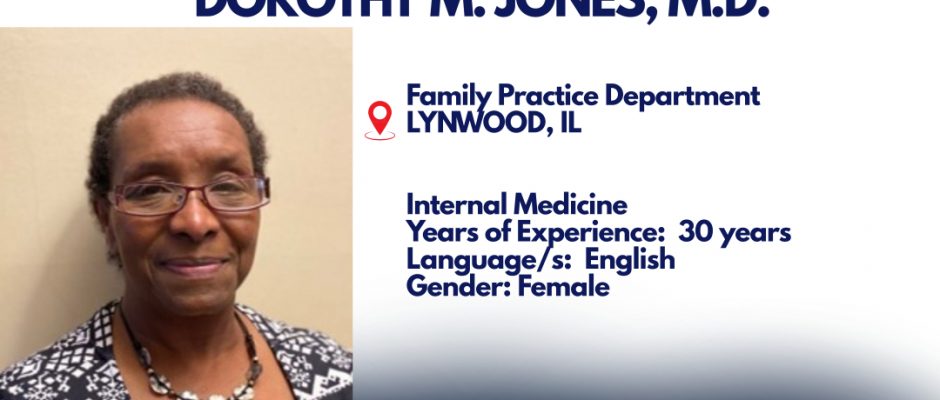 DOROTHY M. JONES, M.D.
Family Practice Department
LYNWOOD, IL
Internal Medicine
Years of Experience: 30 years
Language/s: English
Gender: Female